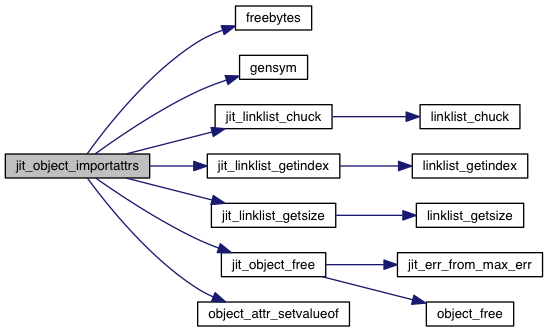 freebytes
gensym
jit_linklist_chuck
linklist_chuck
jit_object_importattrs
jit_linklist_getindex
linklist_getindex
jit_linklist_getsize
linklist_getsize
jit_object_free
jit_err_from_max_err
object_attr_setvalueof
object_free